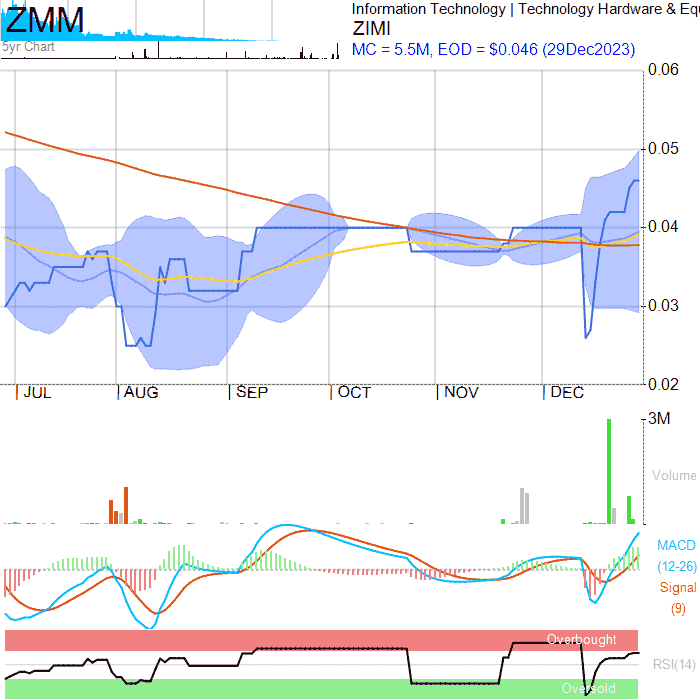 ZMM
5yr Chart
Information Technology | Technology Hardware & Equ
ZIMI
MC = 5.5M, EOD = $0.046 (29Dec2023)
0.06
0.05
0.04
0.03
0.02
JUL AUG SEP OCT NOV DEC
3M
Volume
MACD
(12-26)
Signal
(9)
Overbought
RSI(14)
Oversold